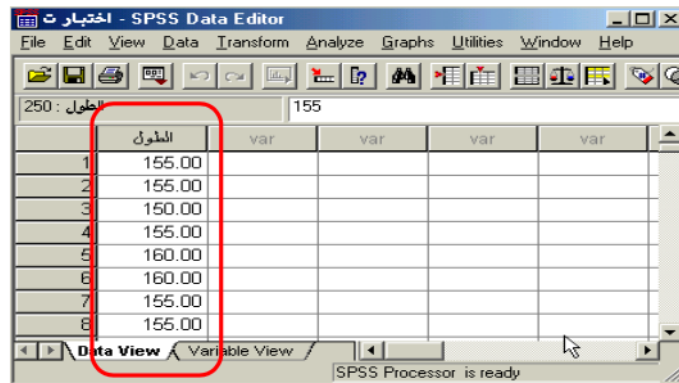 اختبار ت - SPSS Data Editor
File Edit View Data Transform Analyze Graphs Utilities Window Help
250 : الطول 155
الطول var var var var
1 155.00
2 155.00
3 150.00
4 155.00
5 160.00
6 160.00
7 155.00
8 155.00
Data View Variable View
SPSS Processor is ready